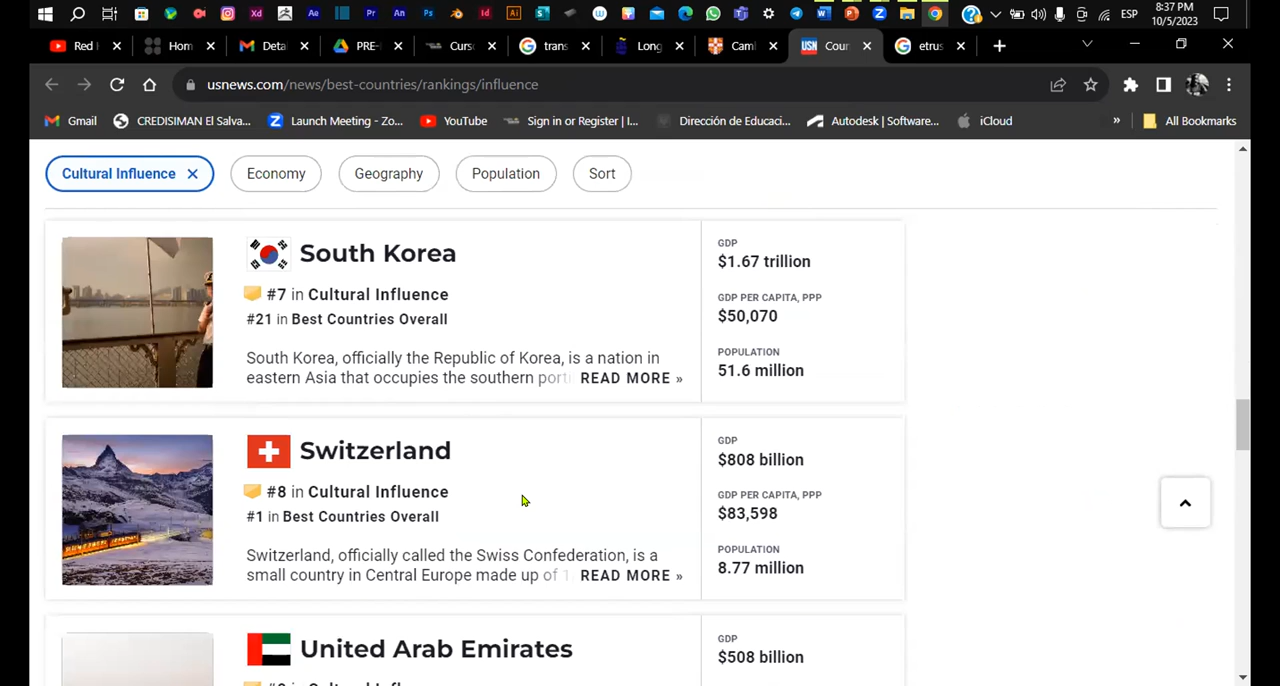 8:37 PM
ESP
10/5/2023
Red
Hom
Deta
PRE-
Curs
trans
Long
Caml
USN Cour
etrus
usnews.com/news/best-countries/rankings/influence
Gmail
CREDISIMAN El Salva...
Launch Meeting - Zo...
YouTube
Sign in or Register | I...
Dirección de Educaci...
Autodesk | Software...
iCloud
»
All Bookmarks
Cultural Influence
Economy
Geography
Population
Sort
South Korea
#7 in Cultural Influence
#21 in Best Countries Overall
South Korea, officially the Republic of Korea, is a nation in
eastern Asia that occupies the southern port
READ MORE »
GDP
$1.67 trillion
GDP PER CAPITA, PPP
$50,070
POPULATION
51.6 million
Switzerland
#8 in Cultural Influence
#1 in Best Countries Overall
Switzerland, officially called the Swiss Confederation, is a
small country in Central Europe made up of
READ MORE »
GDP
$808 billion
GDP PER CAPITA, PPP
$83,598
POPULATION
8.77 million
United Arab Emirates
GDP
$508 billion